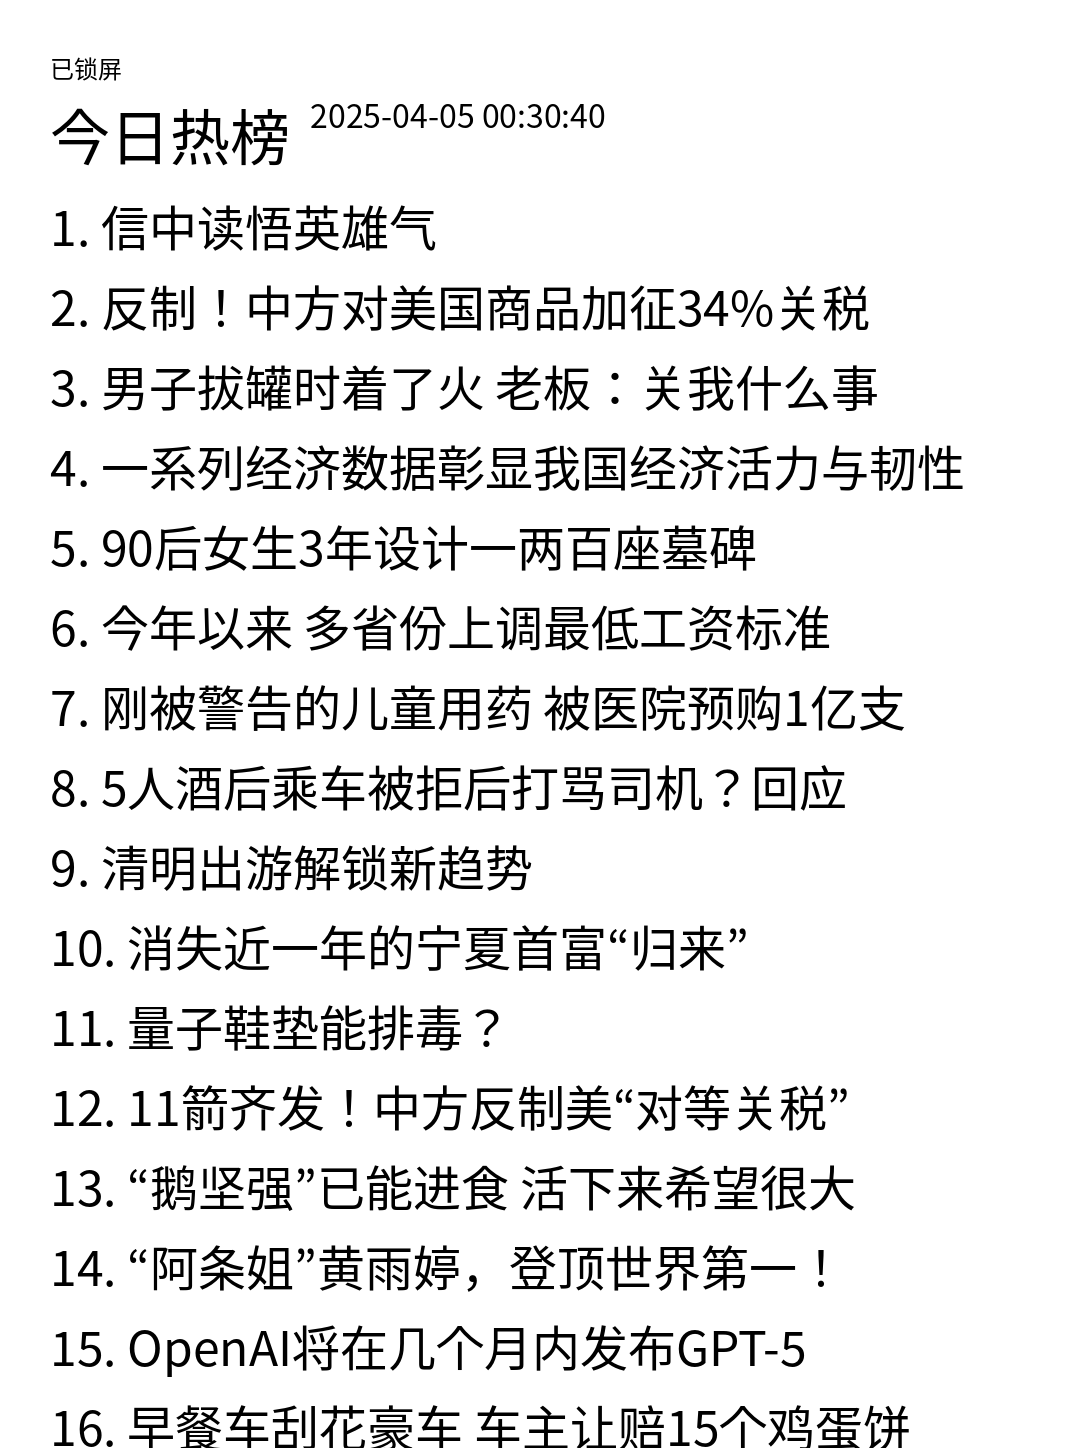 已锁屏
今日热榜 2025-04-05 00:30:40
1. 信中读悟英雄气
2. 反制！中方对美国商品加征34%关税
3. 男子拔罐时着了火 老板：关我什么事
4. 一系列经济数据彰显我国经济活力与韧性
5. 90后女生3年设计一两百座墓碑
6. 今年以来 多省份上调最低工资标准
7. 刚被警告的儿童用药 被医院预购1亿支
8. 5人酒后乘车被拒后打骂司机？回应
9. 清明出游解锁新趋势
10. 消失近一年的宁夏首富“归来”
11. 量子鞋垫能排毒？
12. 11箭齐发！中方反制美“对等关税”
13. “鹅坚强”已能进食 活下来希望很大
14. “阿条姐”黄雨婷，登顶世界第一！
15. OpenAI将在几个月内发布GPT-5
16. 早餐车刮花豪车 车主让赔15个鸡蛋饼